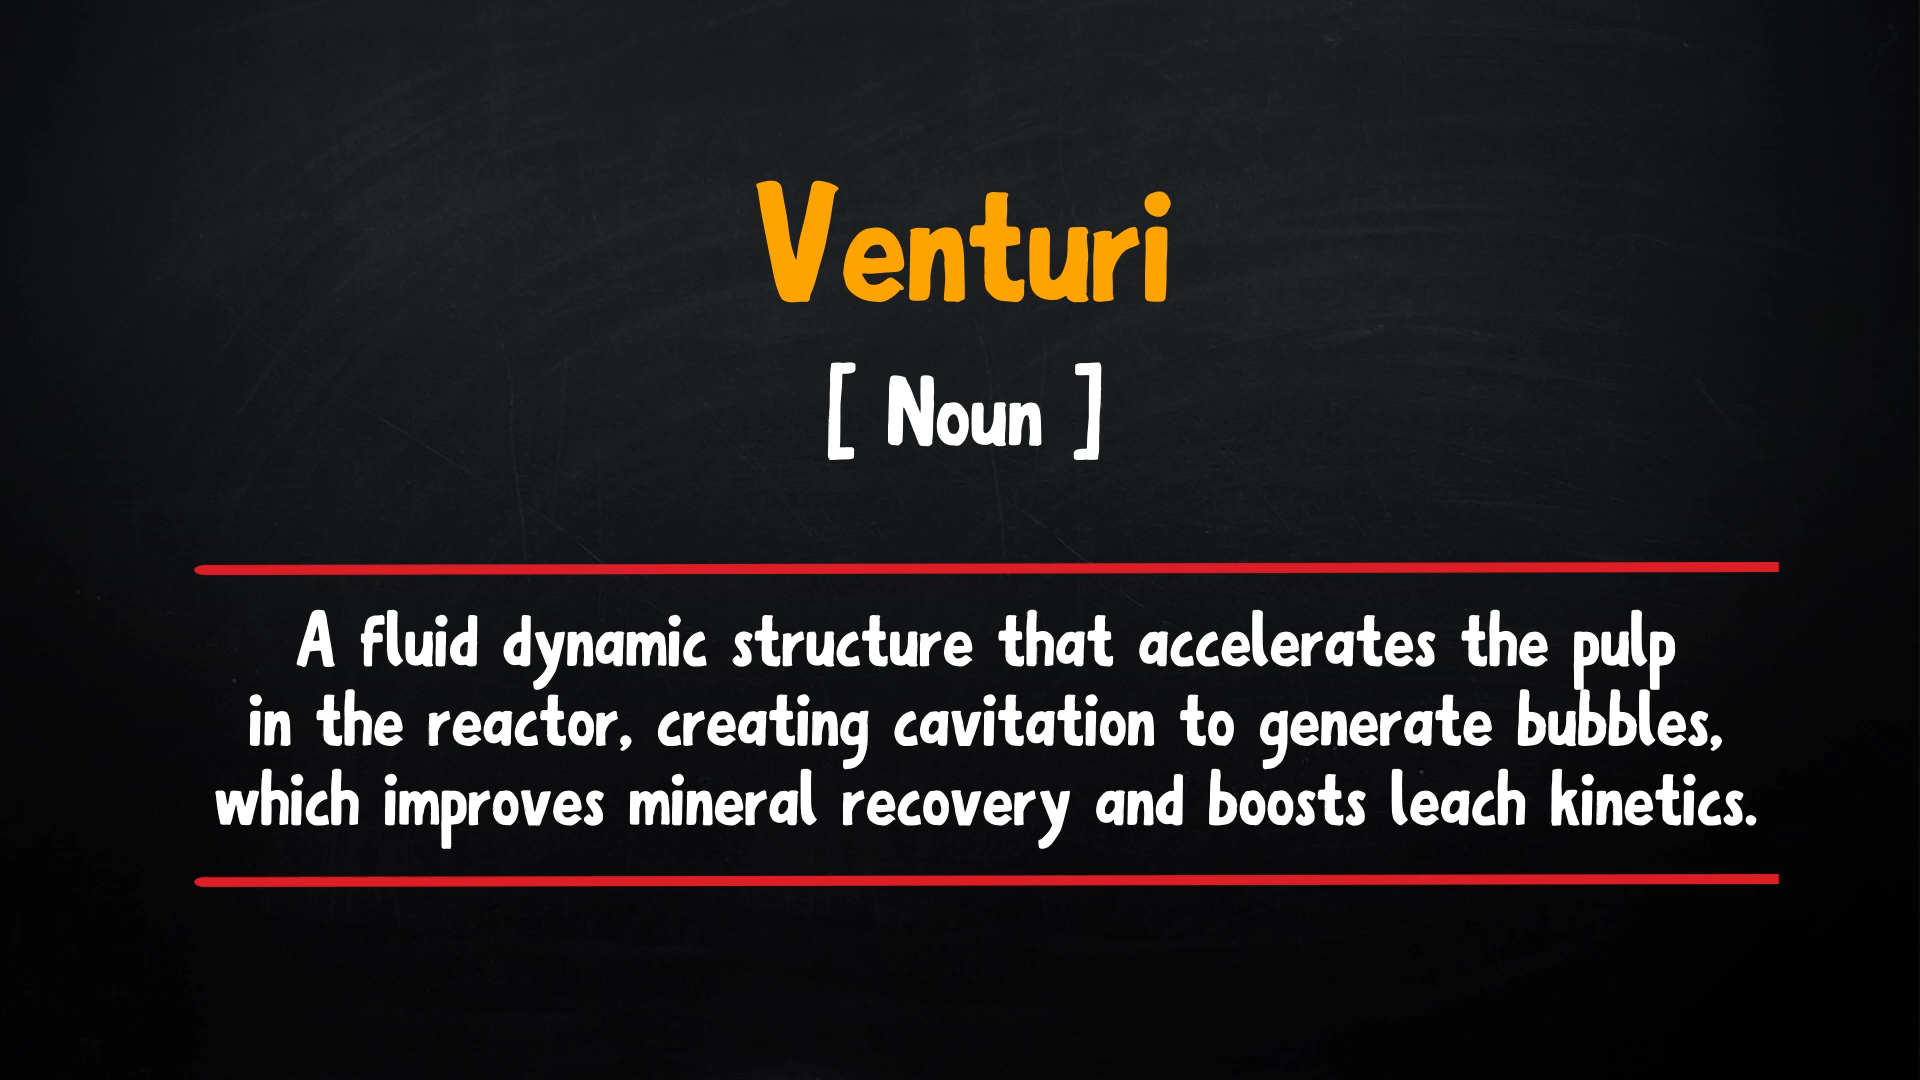 Venturi
[ Noun ]
A fluid dynamic structure that accelerates the pulp
in the reactor, creating cavitation to generate bubbles,
which improves mineral recovery and boosts leach kinetics.